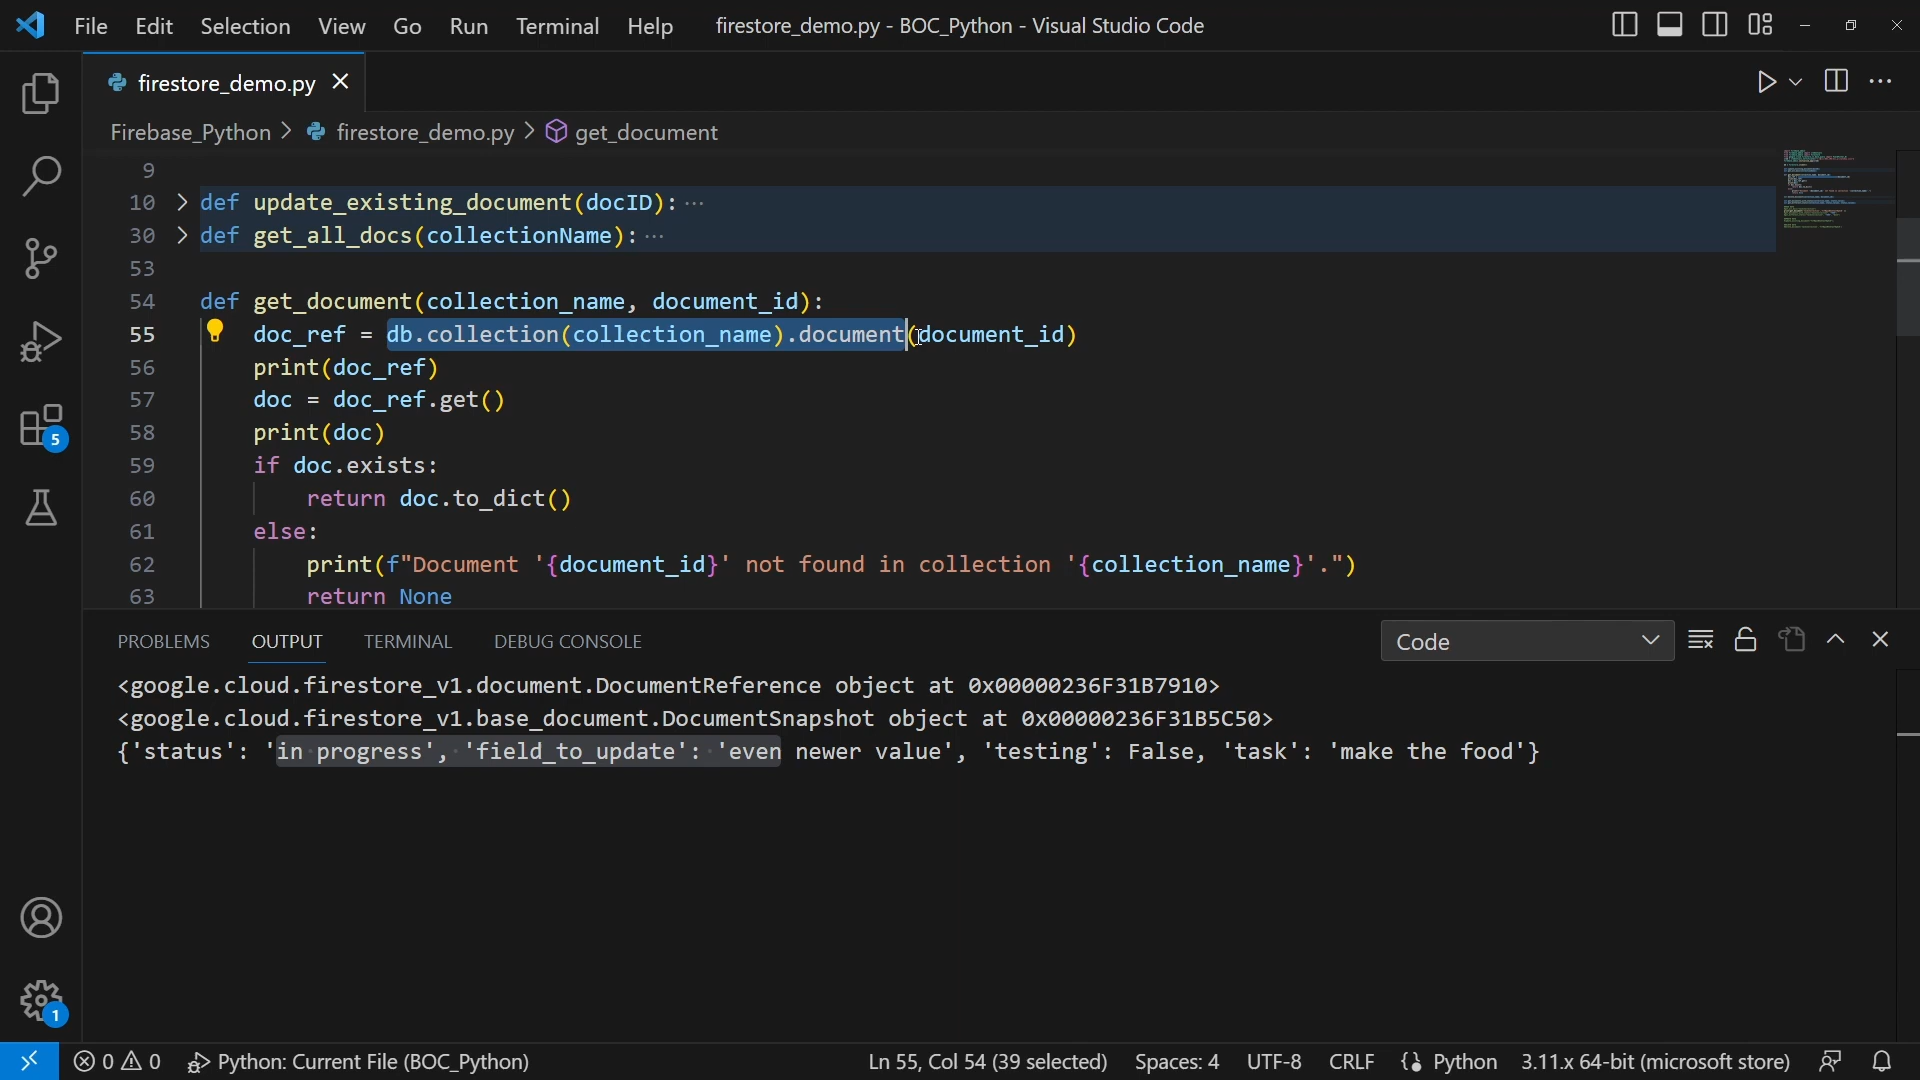 File Edit Selection View Go Run Terminal Help firestore_demo.py - BOC_Python - Visual Studio Code
firestore_demo.py
Firebase_Python > firestore_demo.py > get_document
9
10 > def update_existing_document(docID): ···
30 > def get_all_docs(collectionName): ···
53
54 def get_document(collection_name, document_id):
55 doc_ref = db.collection(collection_name).document(document_id)
56 print(doc_ref)
57 doc = doc_ref.get()
58 print(doc)
59 if doc.exists:
60 return doc.to_dict()
61 else:
62 print(f"Document '{document_id}' not found in collection '{collection_name}'.")
63 return None
5
PROBLEMS OUTPUT TERMINAL DEBUG CONSOLE Code
<google.cloud.firestore_v1.document.DocumentReference object at 0x00000236F31B7910>
<google.cloud.firestore_v1.base_document.DocumentSnapshot object at 0x00000236F31B5C50>
{'status': 'in progress', 'field_to_update': 'even newer value', 'testing': False, 'task': 'make the food'}
1
0 0 Python: Current File (BOC_Python) Ln 55, Col 54 (39 selected) Spaces: 4 UTF-8 CRLF Python 3.11.x 64-bit (microsoft store)